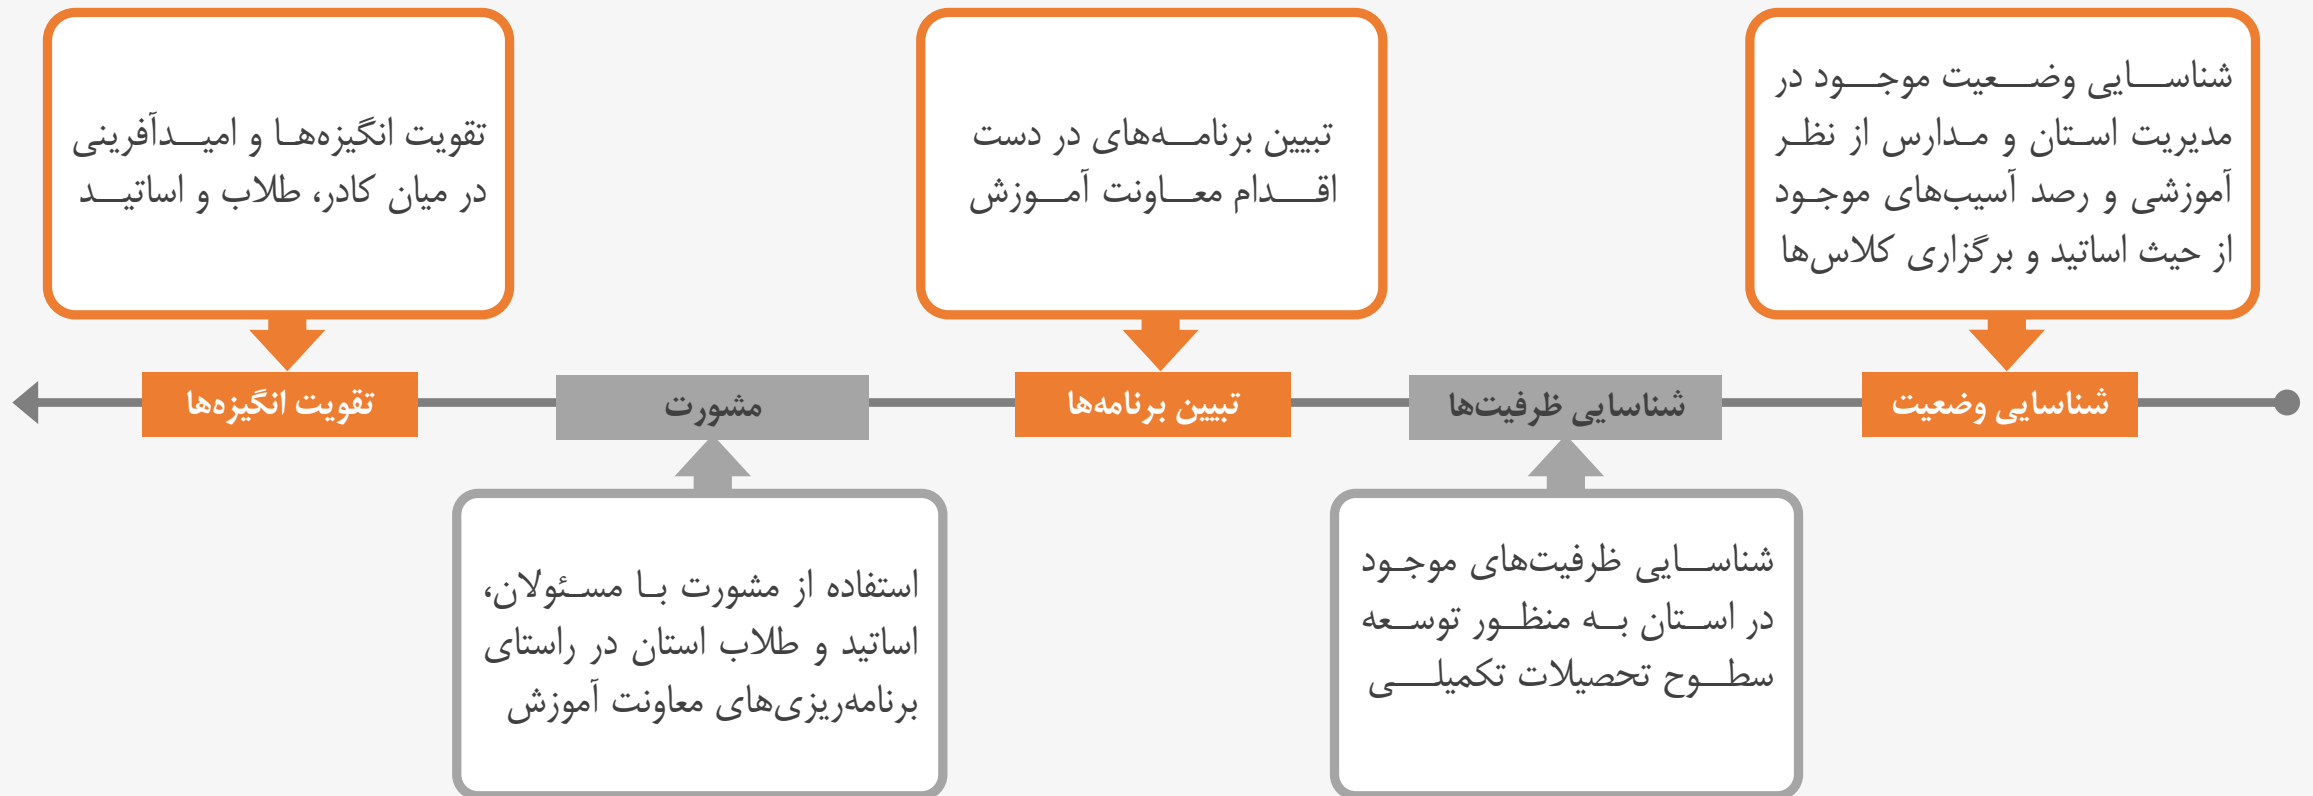 شناسایی وضعیت موجود در
مدیریت استان و مدارس از نظر
آموزشی و رصد آسیب‌های موجود
از حیث اساتید و برگزاری کلاس‌ها
تبیین برنامه‌های در دست
اقدام معاونت آموزش
تقویت انگیزه‌ها و امیدآفرینی
در میان کادر، طلاب و اساتید
شناسایی وضعیت
شناسایی ظرفیت‌ها
تبیین برنامه‌ها
مشورت
تقویت انگیزه‌ها
شناسایی ظرفیت‌های موجود
در استان به منظور توسعه
سطوح تحصیلات تکمیلی
استفاده از مشورت با مسئولان،
اساتید و طلاب استان در راستای
برنامه‌ریزی‌های معاونت آموزش